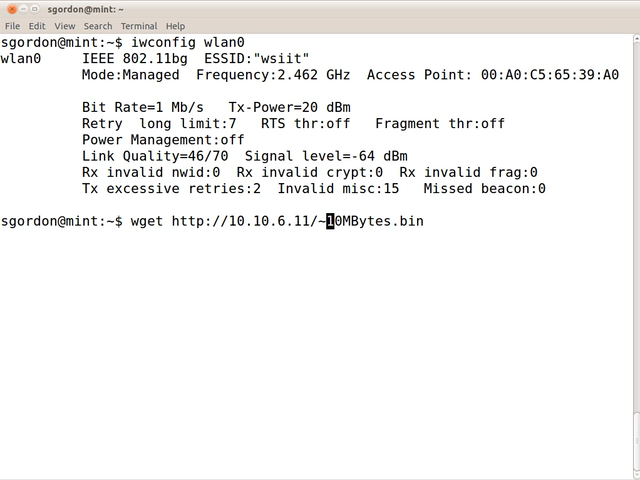 sgordon@mint: ~
File Edit View Search Terminal Help
sgordon@mint:~$ iwconfig wlan0
wlan0     IEEE 802.11bg  ESSID:"wsiit"
          Mode:Managed  Frequency:2.462 GHz  Access Point: 00:A0:C5:65:39:A0
          Bit Rate=1 Mb/s   Tx-Power=20 dBm
          Retry  long limit:7   RTS thr:off   Fragment thr:off
          Power Management:off
          Link Quality=46/70  Signal level=-64 dBm
          Rx invalid nwid:0  Rx invalid crypt:0  Rx invalid frag:0
          Tx excessive retries:2  Invalid misc:15   Missed beacon:0
sgordon@mint:~$ wget http://10.10.6.11/~10MBytes.bin